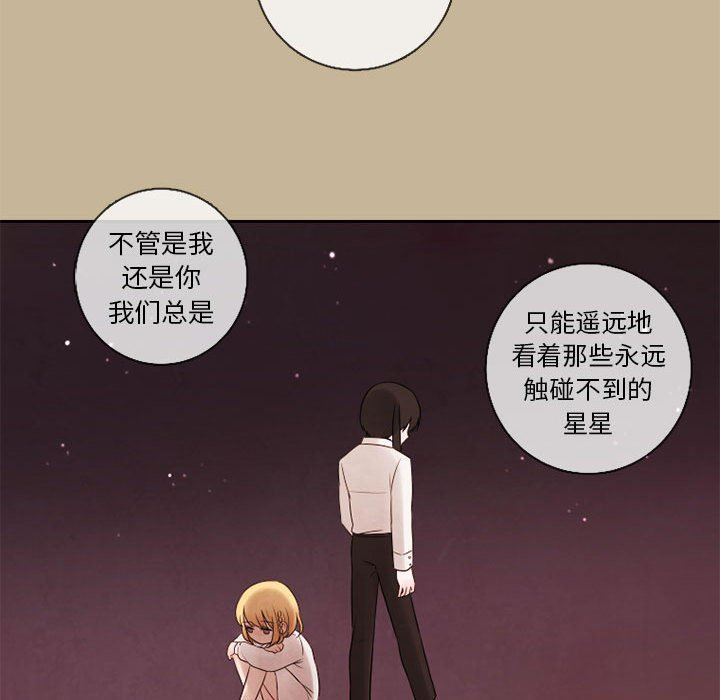 不管是我
还是你
我们总是
只能遥远地
看着那些永远
触碰不到的
星星